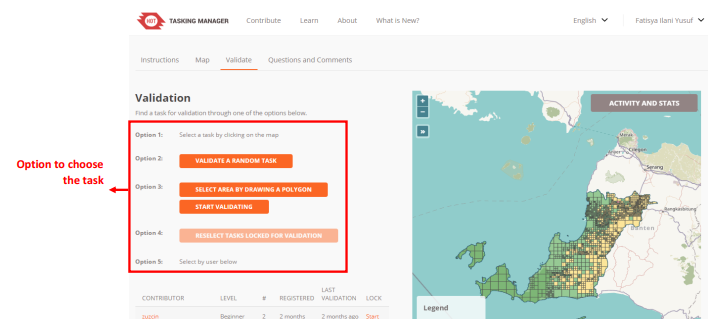 HOT TASKING MANAGER Contribute Learn About What is New? English Fatisya Ilani Yusuf
Instructions Map Validate Questions and Comments
Validation
Find a task for validation through one of the options below.
Option 1: Select a task by clicking on the map
Option 2: VALIDATE A RANDOM TASK
Option 3: SELECT AREA BY DRAWING A POLYGON
START VALIDATING
Option 4: RESELECT TASKS LOCKED FOR VALIDATION
Option 5: Select by user below
CONTRIBUTOR LEVEL # REGISTERED LAST VALIDATION LOCK
Beginner 2 2 months 2 months ago Start
Option to choose
the task
+
−
»
ACTIVITY AND STATS
Merak
Cilegon
Anyer
Serang
Rangkasbitung
Banten
Legend